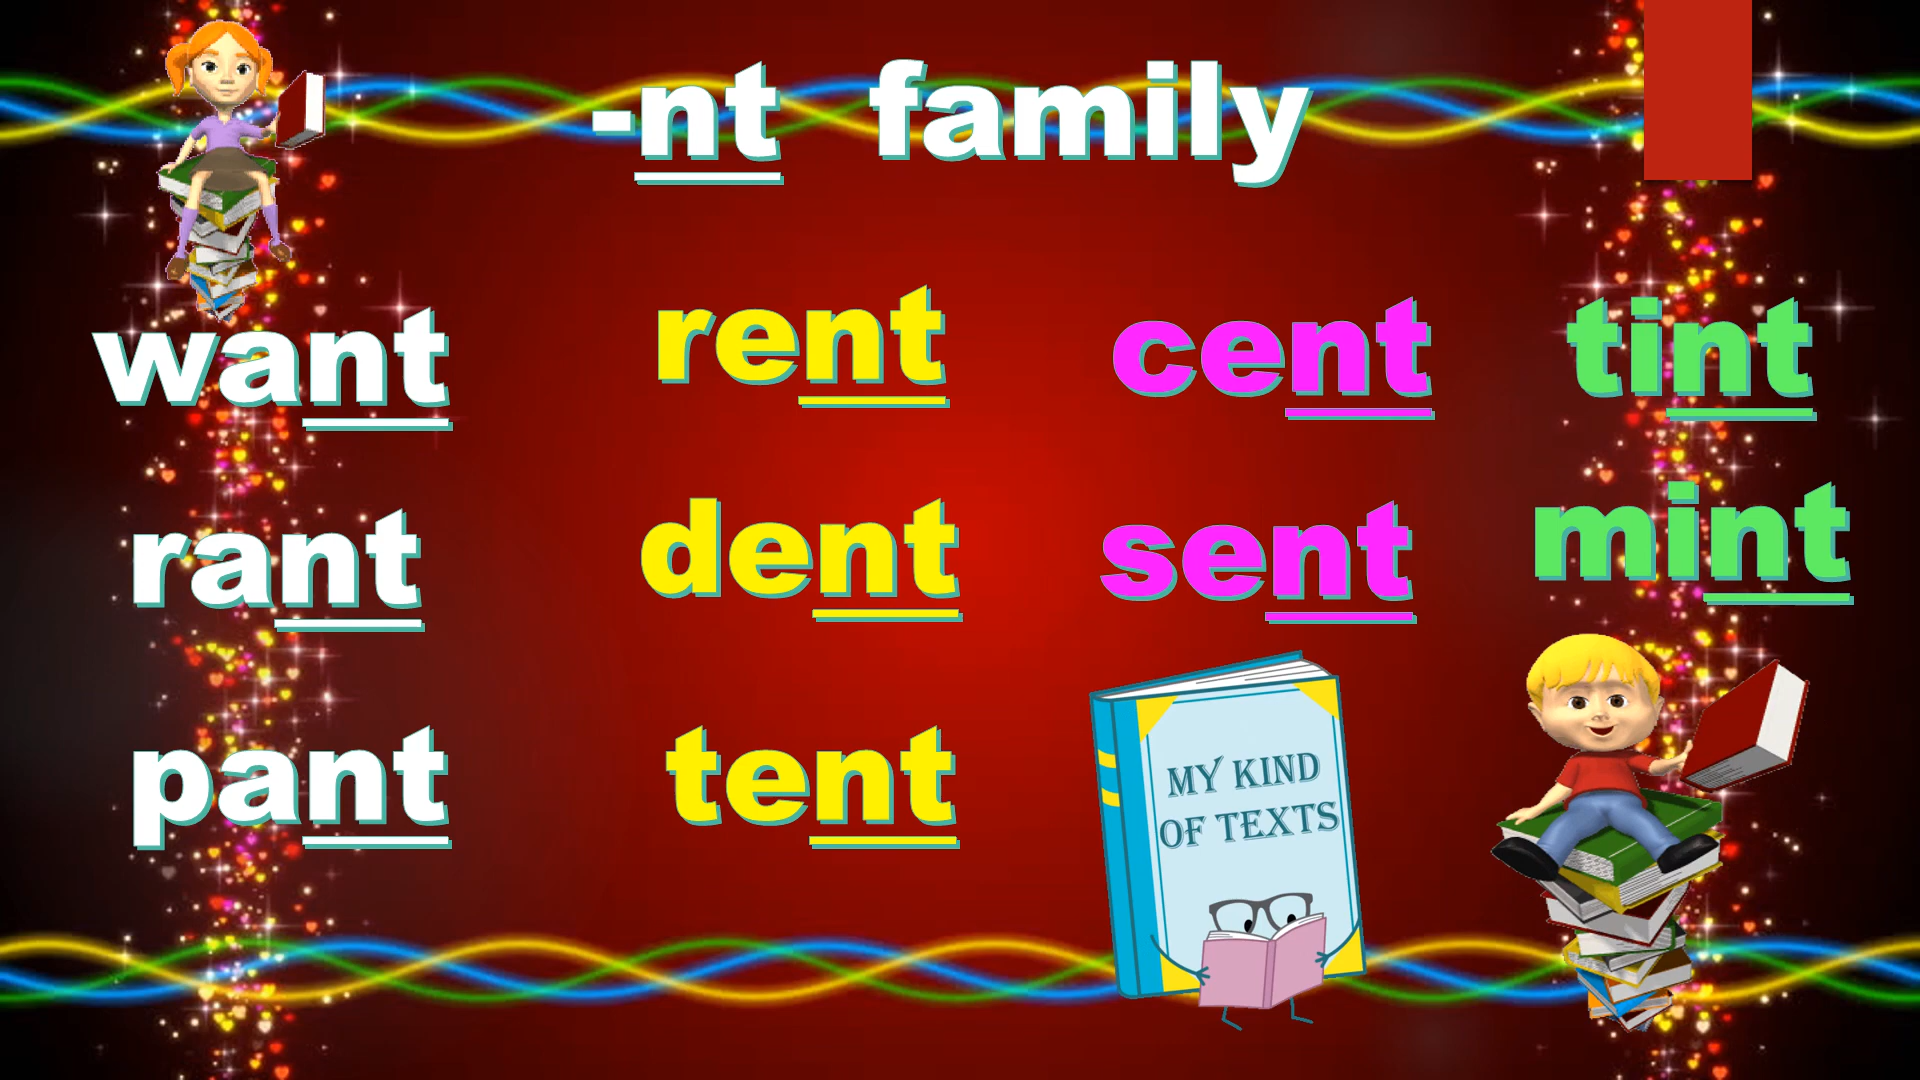 -nt family
want rent cent tint
rant dent sent mint
pant tent
MY KIND
OF TEXTS